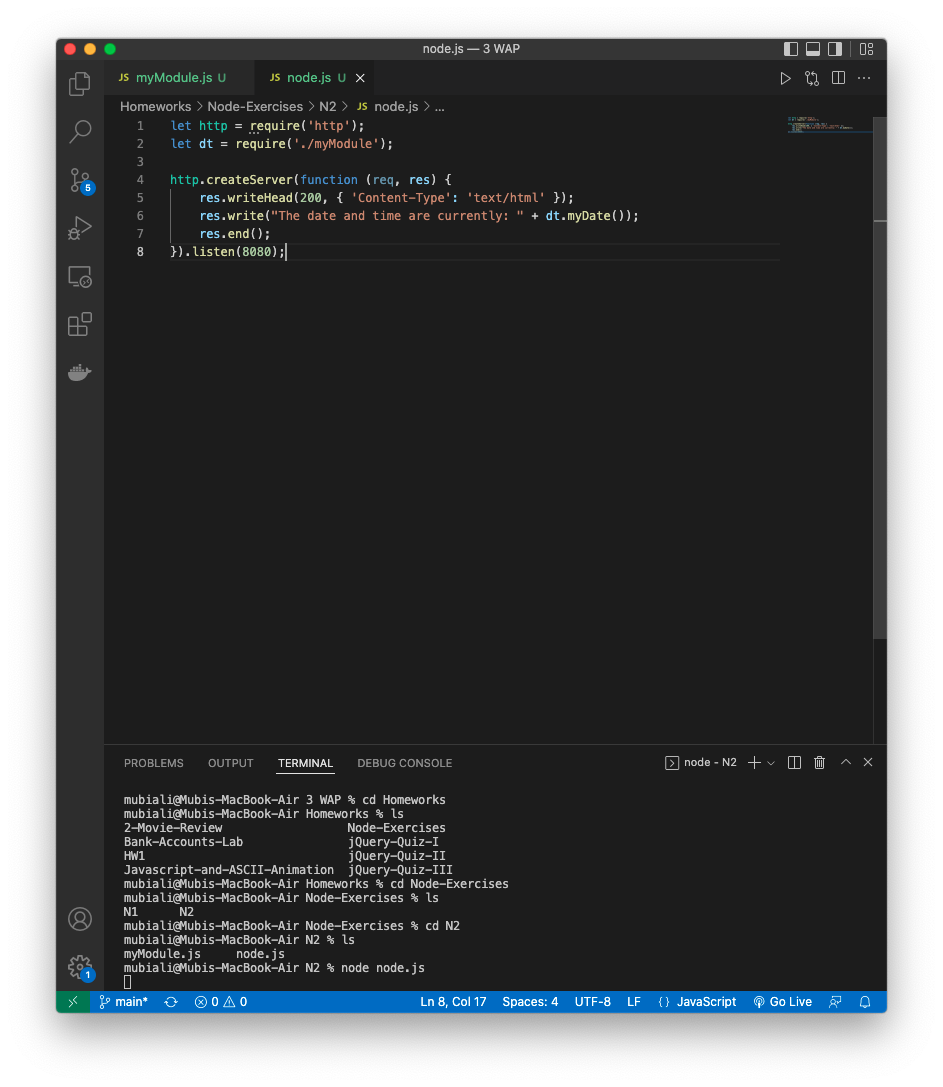 node.js — 3 WAP
JS myModule.js U JS node.js U
Homeworks > Node-Exercises > N2 > JS node.js > ...
1 let http = require('http');
2 let dt = require('./myModule');
3
4 http.createServer(function (req, res) {
5 res.writeHead(200, { 'Content-Type': 'text/html' });
6 res.write("The date and time are currently: " + dt.myDate());
7 res.end();
8 }).listen(8080);
5
PROBLEMS OUTPUT TERMINAL DEBUG CONSOLE node - N2
mubiali@Mubis-MacBook-Air 3 WAP % cd Homeworks
mubiali@Mubis-MacBook-Air Homeworks % ls
2-Movie-Review Node-Exercises
Bank-Accounts-Lab jQuery-Quiz-I
HW1 jQuery-Quiz-II
Javascript-and-ASCII-Animation jQuery-Quiz-III
mubiali@Mubis-MacBook-Air Homeworks % cd Node-Exercises
mubiali@Mubis-MacBook-Air Node-Exercises % ls
N1 N2
mubiali@Mubis-MacBook-Air Node-Exercises % cd N2
mubiali@Mubis-MacBook-Air N2 % ls
myModule.js node.js
mubiali@Mubis-MacBook-Air N2 % node node.js
1
main* 0 0 Ln 8, Col 17 Spaces: 4 UTF-8 LF {} JavaScript Go Live